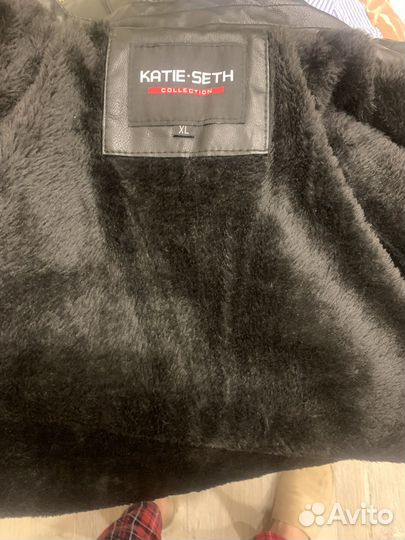 KATIE·SETH
COLLECTION
XL
Avito